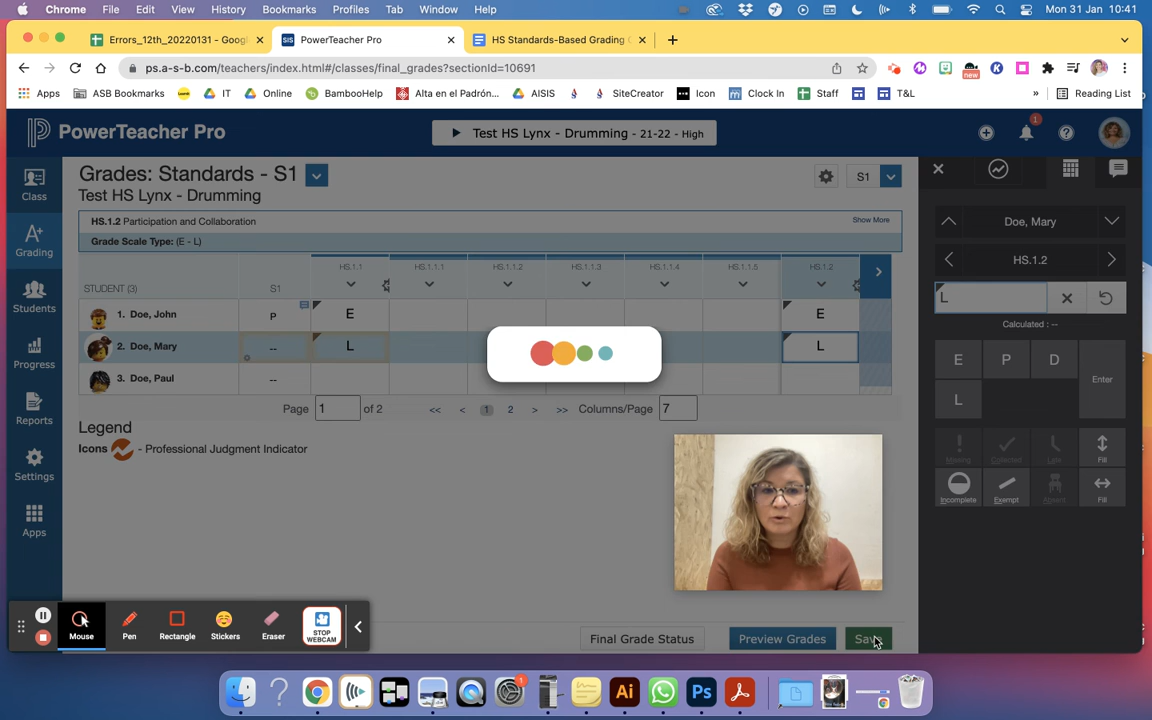 Chrome File Edit View History Bookmarks Profiles Tab Window Help Mon 31 Jan 10:41
Errors_12th_20220131 - Googl
SIS PowerTeacher Pro
HS Standards-Based Grading
ps.a-s-b.com/teachers/index.html#/classes/final_grades?sectionId=10691
new
Apps ASB Bookmarks IT Online BambooHelp Alta en el Padrón... AISIS SiteCreator Icon Clock In Staff T&L » Reading List
PowerTeacher Pro
Test HS Lynx - Drumming - 21-22 - High
1
Class
Grading
Students
Progress
Reports
Settings
Apps
Grades: Standards - S1
S1
Test HS Lynx - Drumming
HS.1.2 Participation and Collaboration
Show More
Grade Scale Type: (E - L)
STUDENT (3) S1 HS.1.1 HS.1.1.1 HS.1.1.2 HS.1.1.3 HS.1.1.4 HS.1.1.5 HS.1.2
1. Doe, John P E E
2. Doe, Mary -- L L
3. Doe, Paul --
Page 1 of 2 << < 1 2 > >> Columns/Page 7
Legend
Icons - Professional Judgment Indicator
Final Grade Status
Preview Grades
Save
Doe, Mary
HS.1.2
L
Calculated : --
E P D
Enter
L
Missing Collected Late Fill
Incomplete Exempt Absent Fill
Mouse
Pen
Rectangle
Stickers
Eraser
STOP WEBCAM
1
Ai
Ps